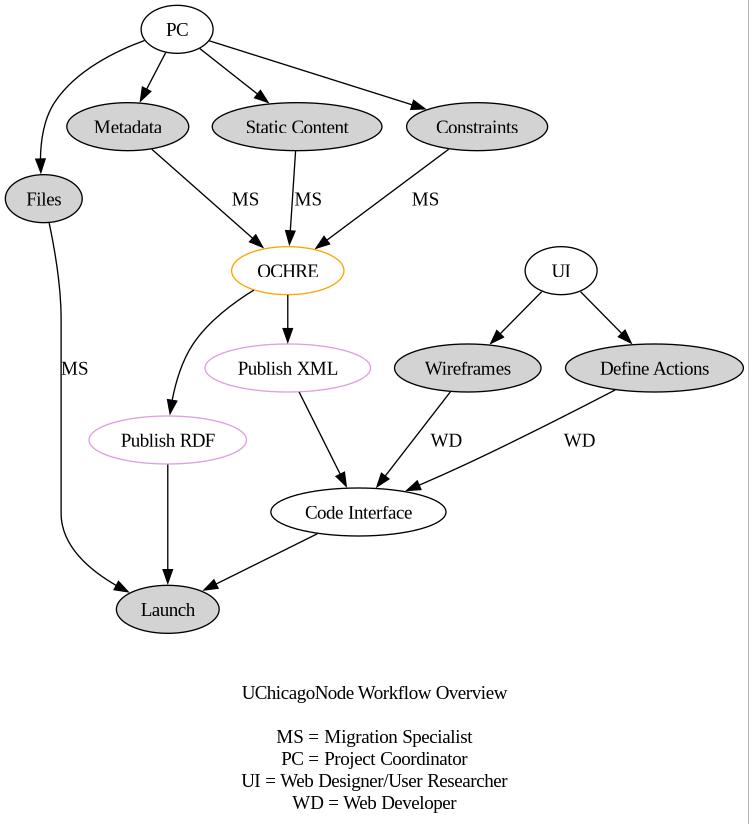 PC
Metadata
Static Content
Constraints
Files
MS
MS
MS
OCHRE
UI
MS
Publish XML
Wireframes
Define Actions
Publish RDF
WD
WD
Code Interface
Launch
UChicagoNode Workflow Overview
MS = Migration Specialist
PC = Project Coordinator
UI = Web Designer/User Researcher
WD = Web Developer